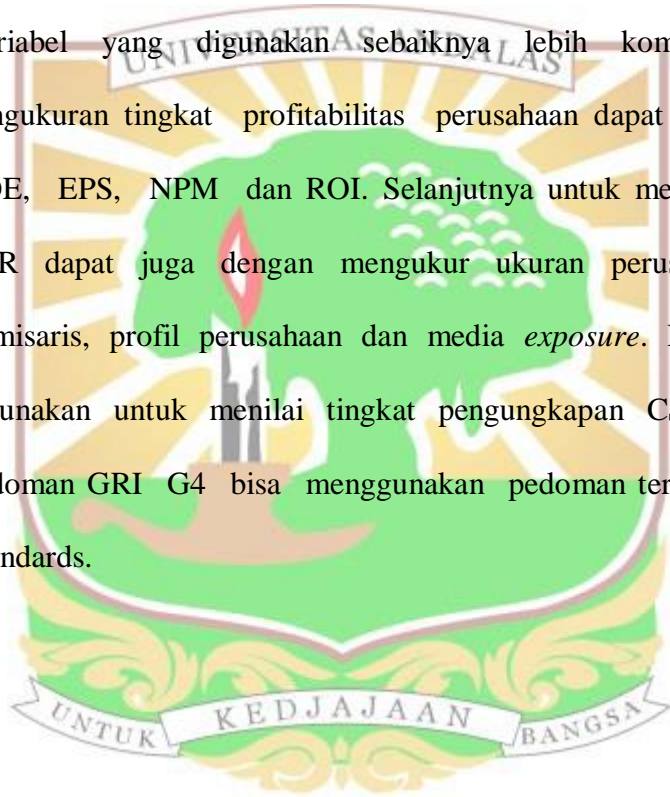 UNIVERSITAS ANDALAS
riabel yang digunakan sebaiknya lebih kom
ngukuran tingkat profitabilitas perusahaan dapat
OE, EPS, NPM dan ROI. Selanjutnya untuk me
R dapat juga dengan mengukur ukuran peru
misaris, profil perusahaan dan media exposure.
unakan untuk menilai tingkat pengungkapan C
doman GRI G4 bisa menggunakan pedoman ter
ndards.
UNTUK KEDJAJAAN BANGSA